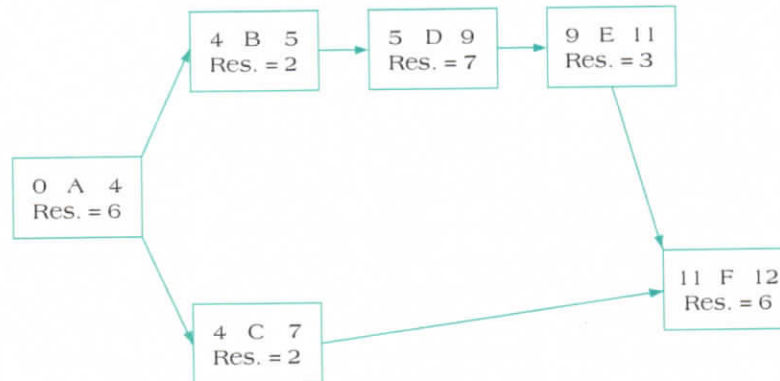 4 B 5
Res. = 2
5 D 9
Res. = 7
9 E 11
Res. = 3
0 A 4
Res. = 6
11 F 12
Res. = 6
4 C 7
Res. = 2